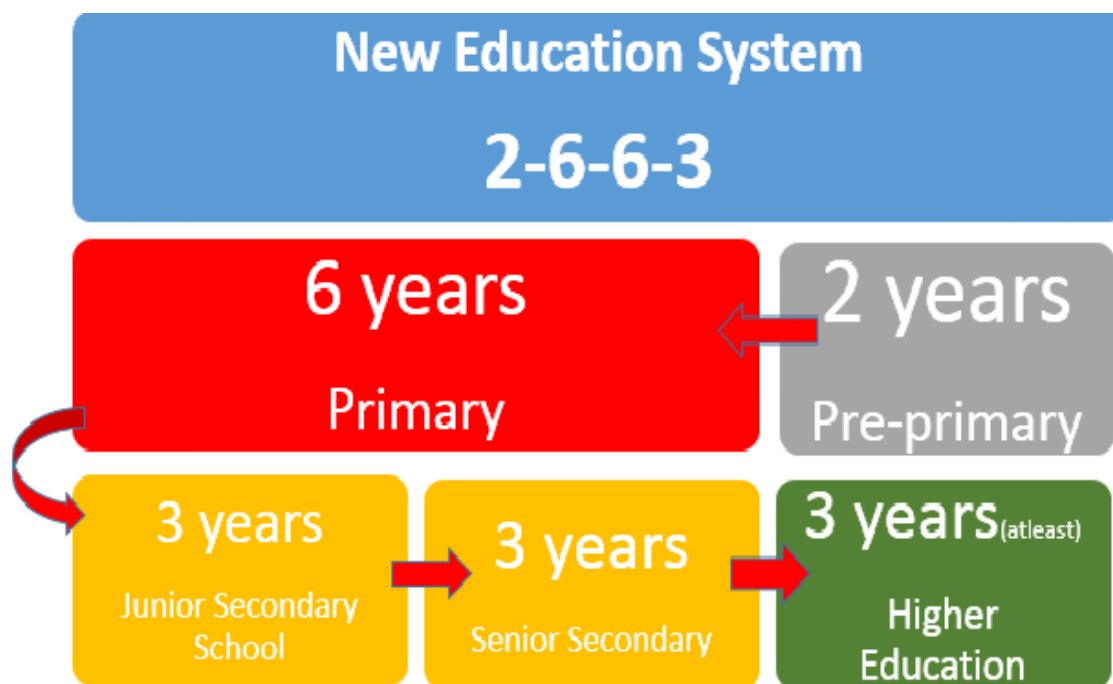 New Education System
2-6-6-3
6 years
Primary
2 years
Pre-primary
3 years
Junior Secondary
School
3 years
Senior Secondary
3 years(atleast)
Higher
Education